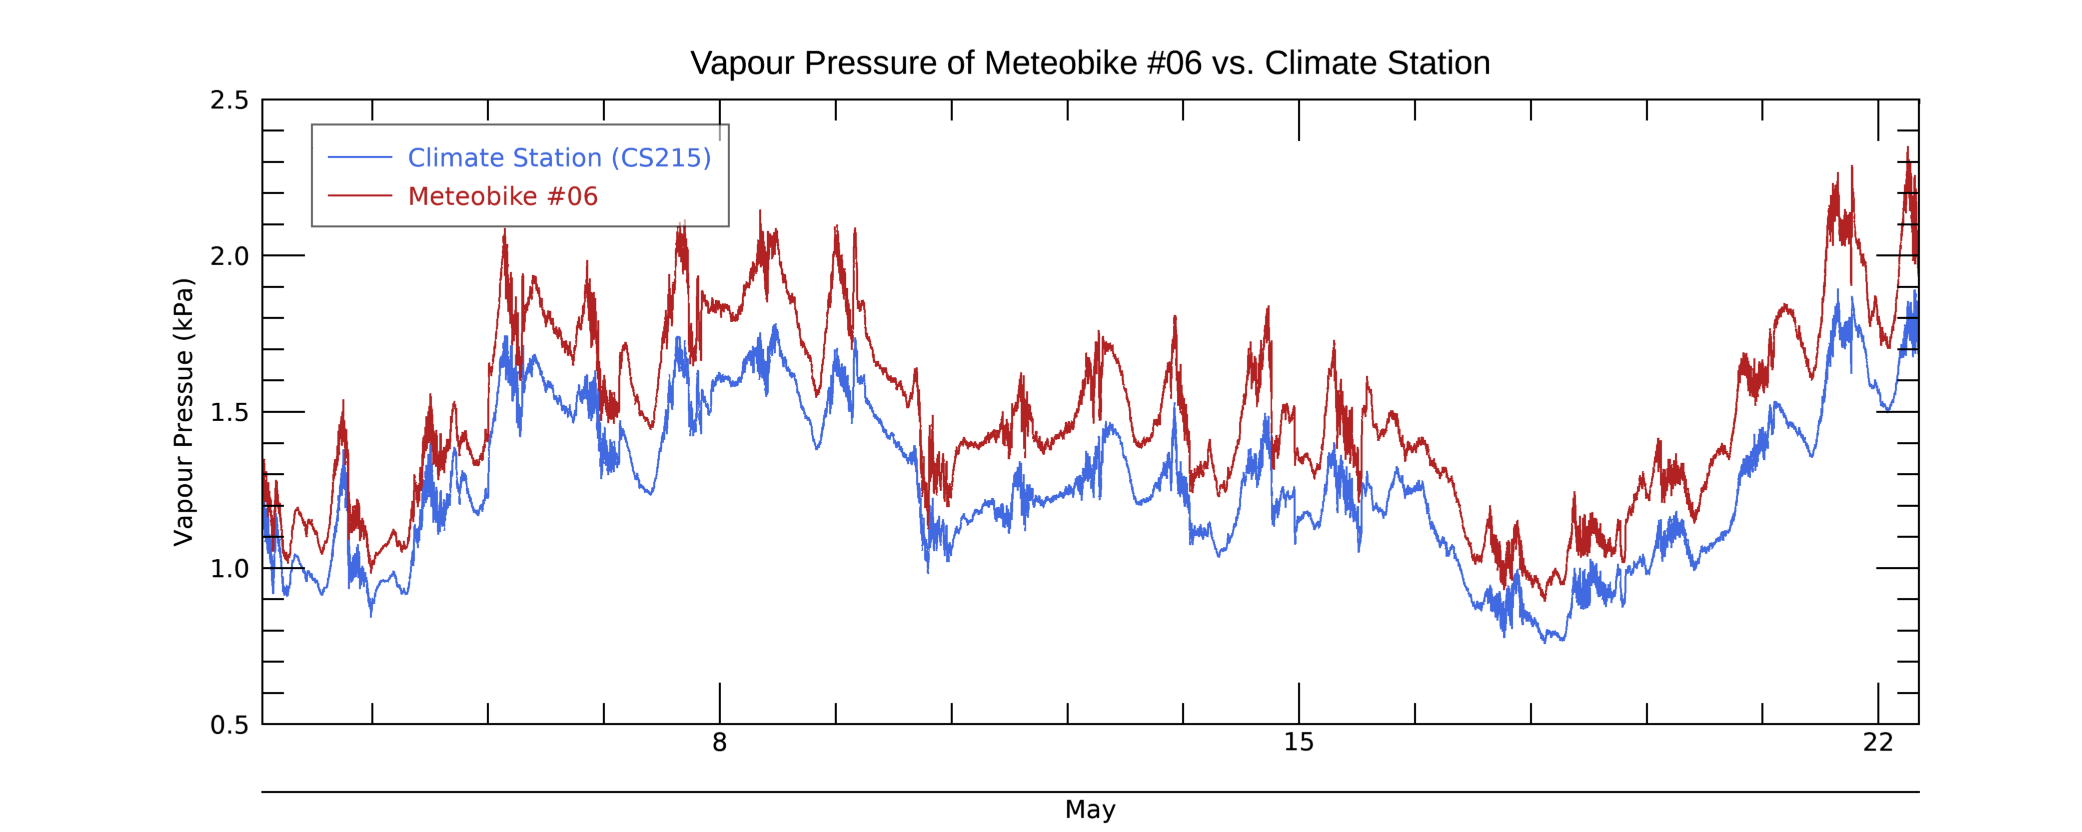 Vapour Pressure of Meteobike #06 vs. Climate Station
2.5
Climate Station (CS215)
Meteobike #06
2.0
Vapour Pressue (kPa)
1.5
1.0
0.5
8 15 22
May